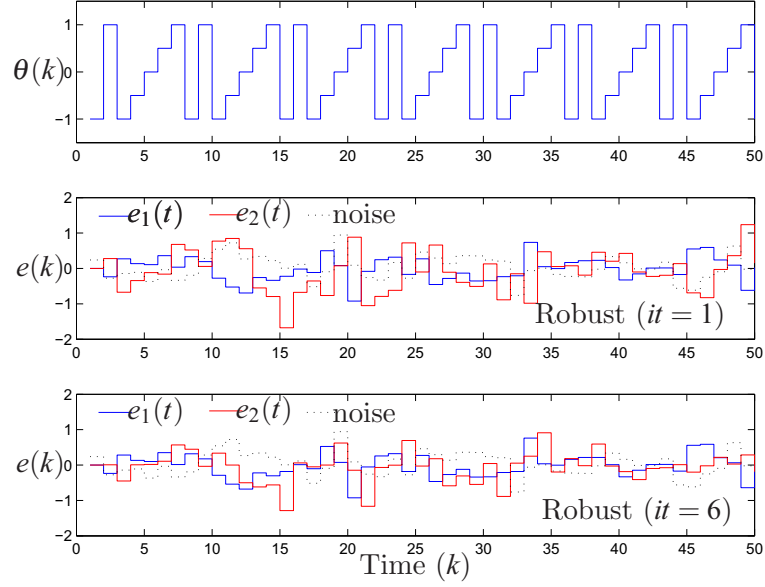 1
θ(k) 0
−1
0 5 10 15 20 25 30 35 40 45 50
2
e₁(t) e₂(t) noise
1
e(k) 0
−1
Robust (it = 1)
−2
0 5 10 15 20 25 30 35 40 45 50
2
e₁(t) e₂(t) noise
1
e(k) 0
−1
Robust (it = 6)
−2
0 5 10 15 20 25 30 35 40 45 50
Time (k)